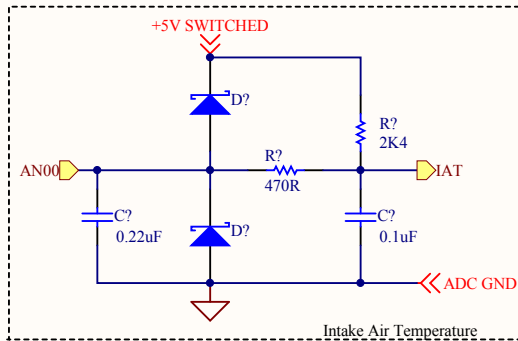 +5V SWITCHED
D?
R?
2K4
AN00
R?
470R
IAT
C?
0.22uF
D?
C?
0.1uF
ADC GND
Intake Air Temperature